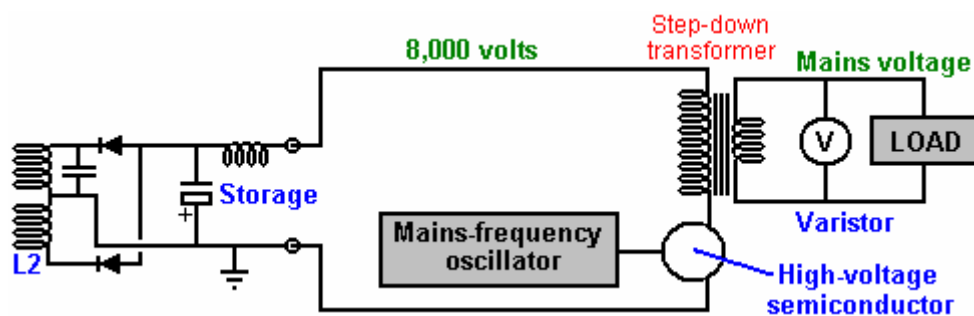 Step-down
transformer
8,000 volts
Mains voltage
V
LOAD
Storage
+
Varistor
Mains-frequency
oscillator
L2
High-voltage
semiconductor